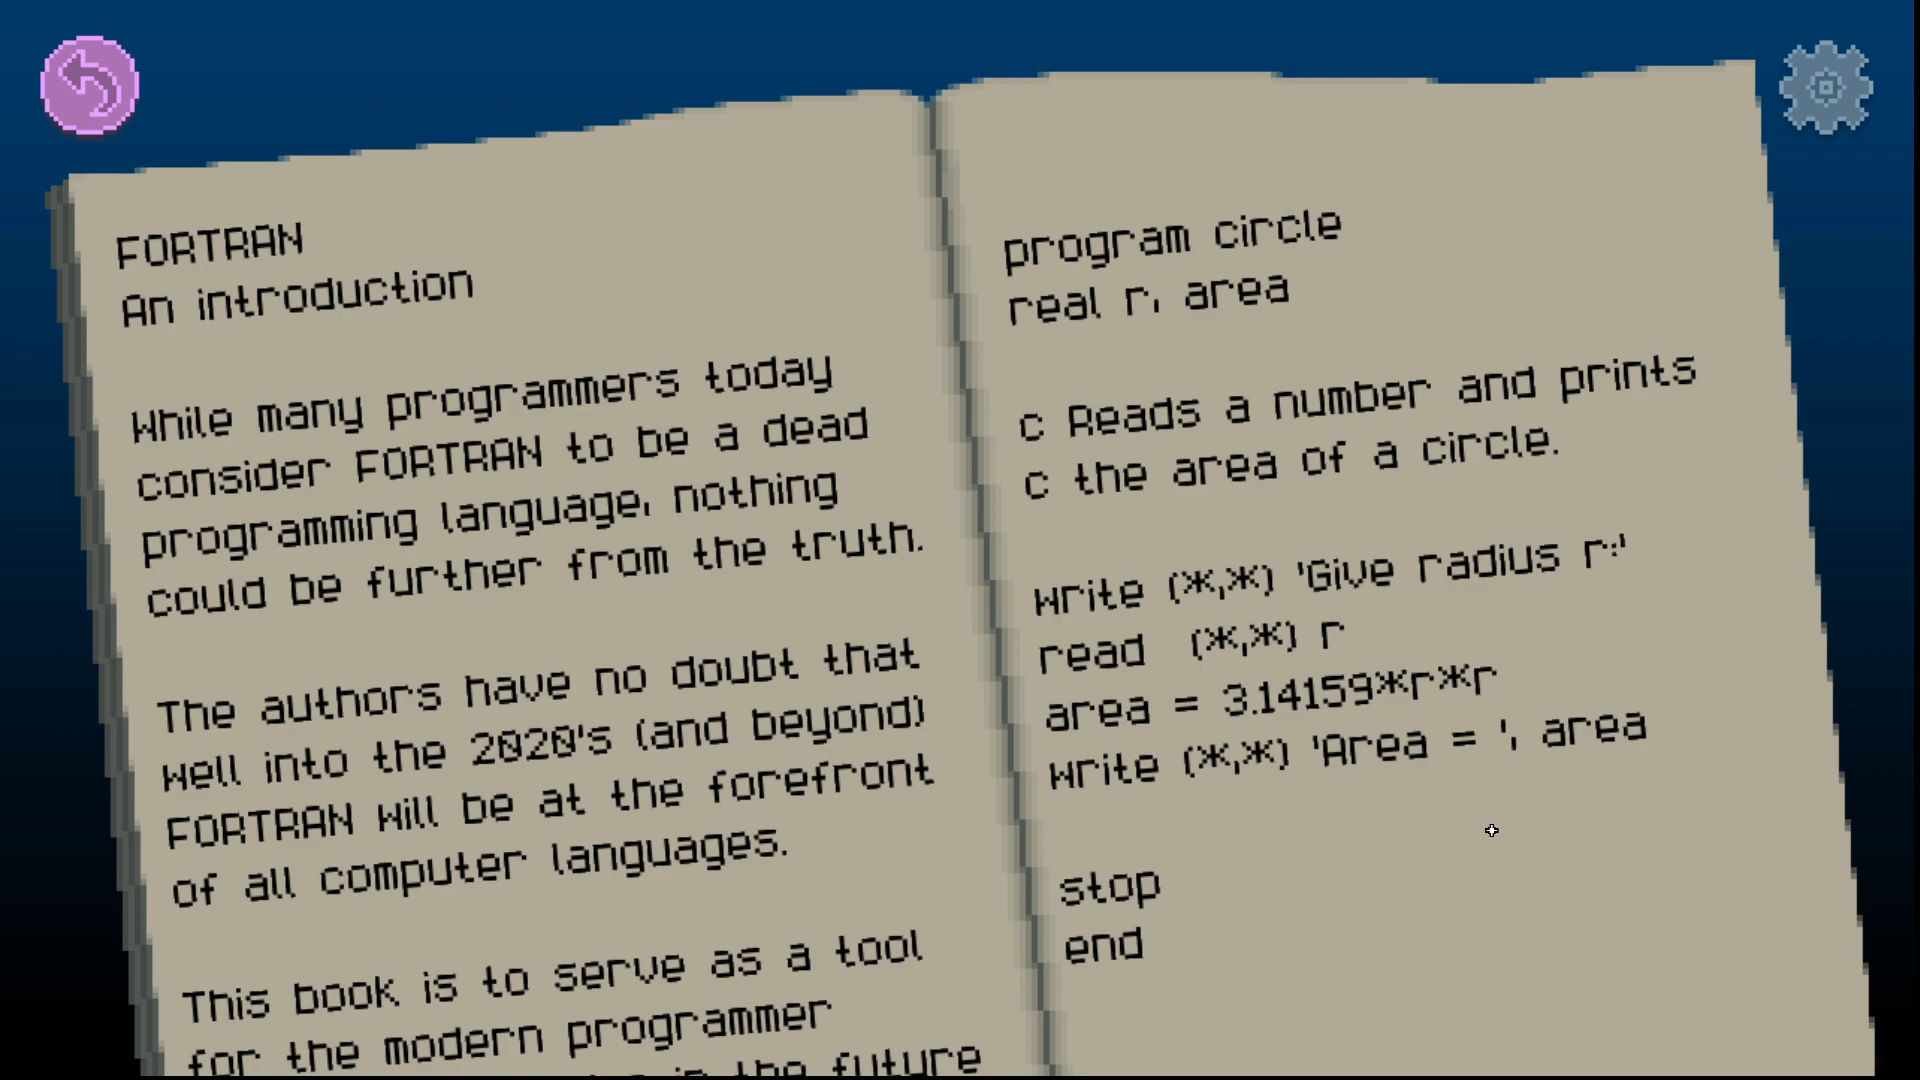 FORTRAN
An introduction
While many programmers today
consider FORTRAN to be a dead
programming language, nothing
could be further from the truth.
The authors have no doubt that
well into the 2020's (and beyond)
FORTRAN will be at the forefront
of all computer languages.
This book is to serve as a tool
for the modern programmer
in the future
program circle
real r, area
c Reads a number and prints
c the area of a circle.
write (*,*) 'Give radius r:'
read  (*,*) r
area = 3.14159*r*r
write (*,*) 'Area = ', area
stop
end